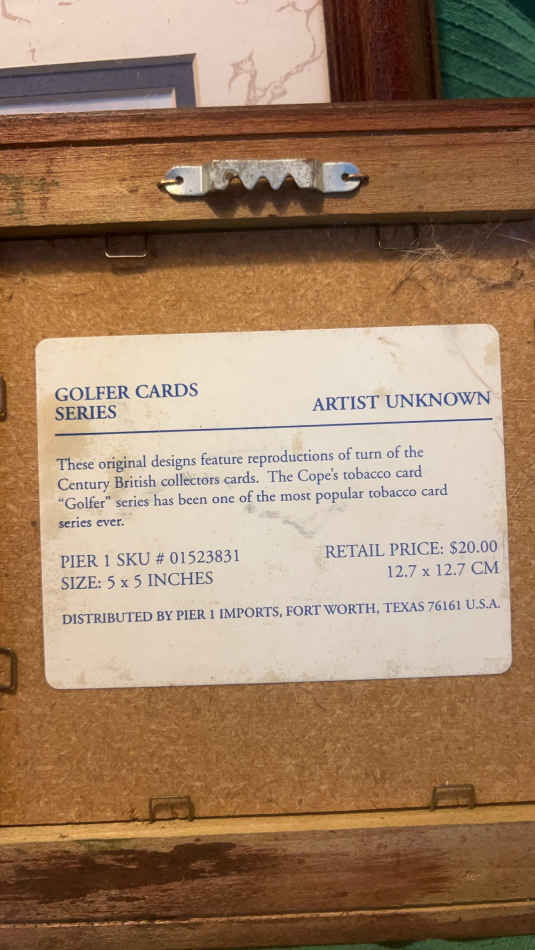 GOLFER CARDS
SERIES
ARTIST UNKNOWN
These original designs feature reproductions of turn of the
Century British collectors cards. The Cope's tobacco card
"Golfer" series has been one of the most popular tobacco card
series ever.
PIER 1 SKU # 01523831
RETAIL PRICE: $20.00
SIZE: 5 x 5 INCHES
12.7 x 12.7 CM
DISTRIBUTED BY PIER 1 IMPORTS, FORT WORTH, TEXAS 76161 U.S.A.